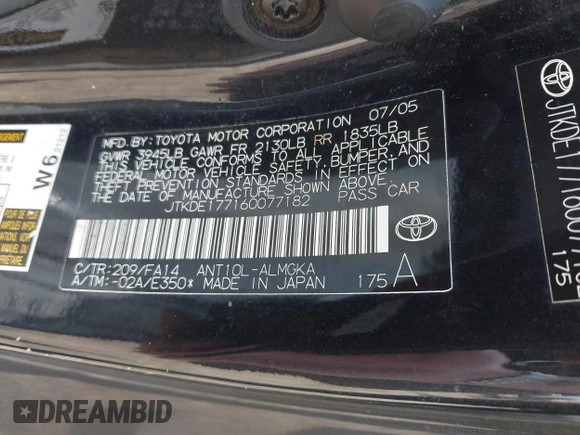 MFD. BY: TOYOTA MOTOR CORPORATION 07/05
GVWR 3945LB GAWR FR 2130LB RR 1835LB
THIS VEHICLE CONFORMS TO ALL APPLICABLE
FEDERAL MOTOR VEHICLE SAFETY, BUMPER, AND
THEFT PREVENTION STANDARDS IN EFFECT ON
THE DATE OF MANUFACTURE SHOWN ABOVE.
JTKDE177160077182 PASS CAR
C/TR: 209/FA14 ANT10L-ALMGKA
A/TM: -02A/E350* MADE IN JAPAN 175 A
W6
21212
TOYOTA
175
DREAMBID